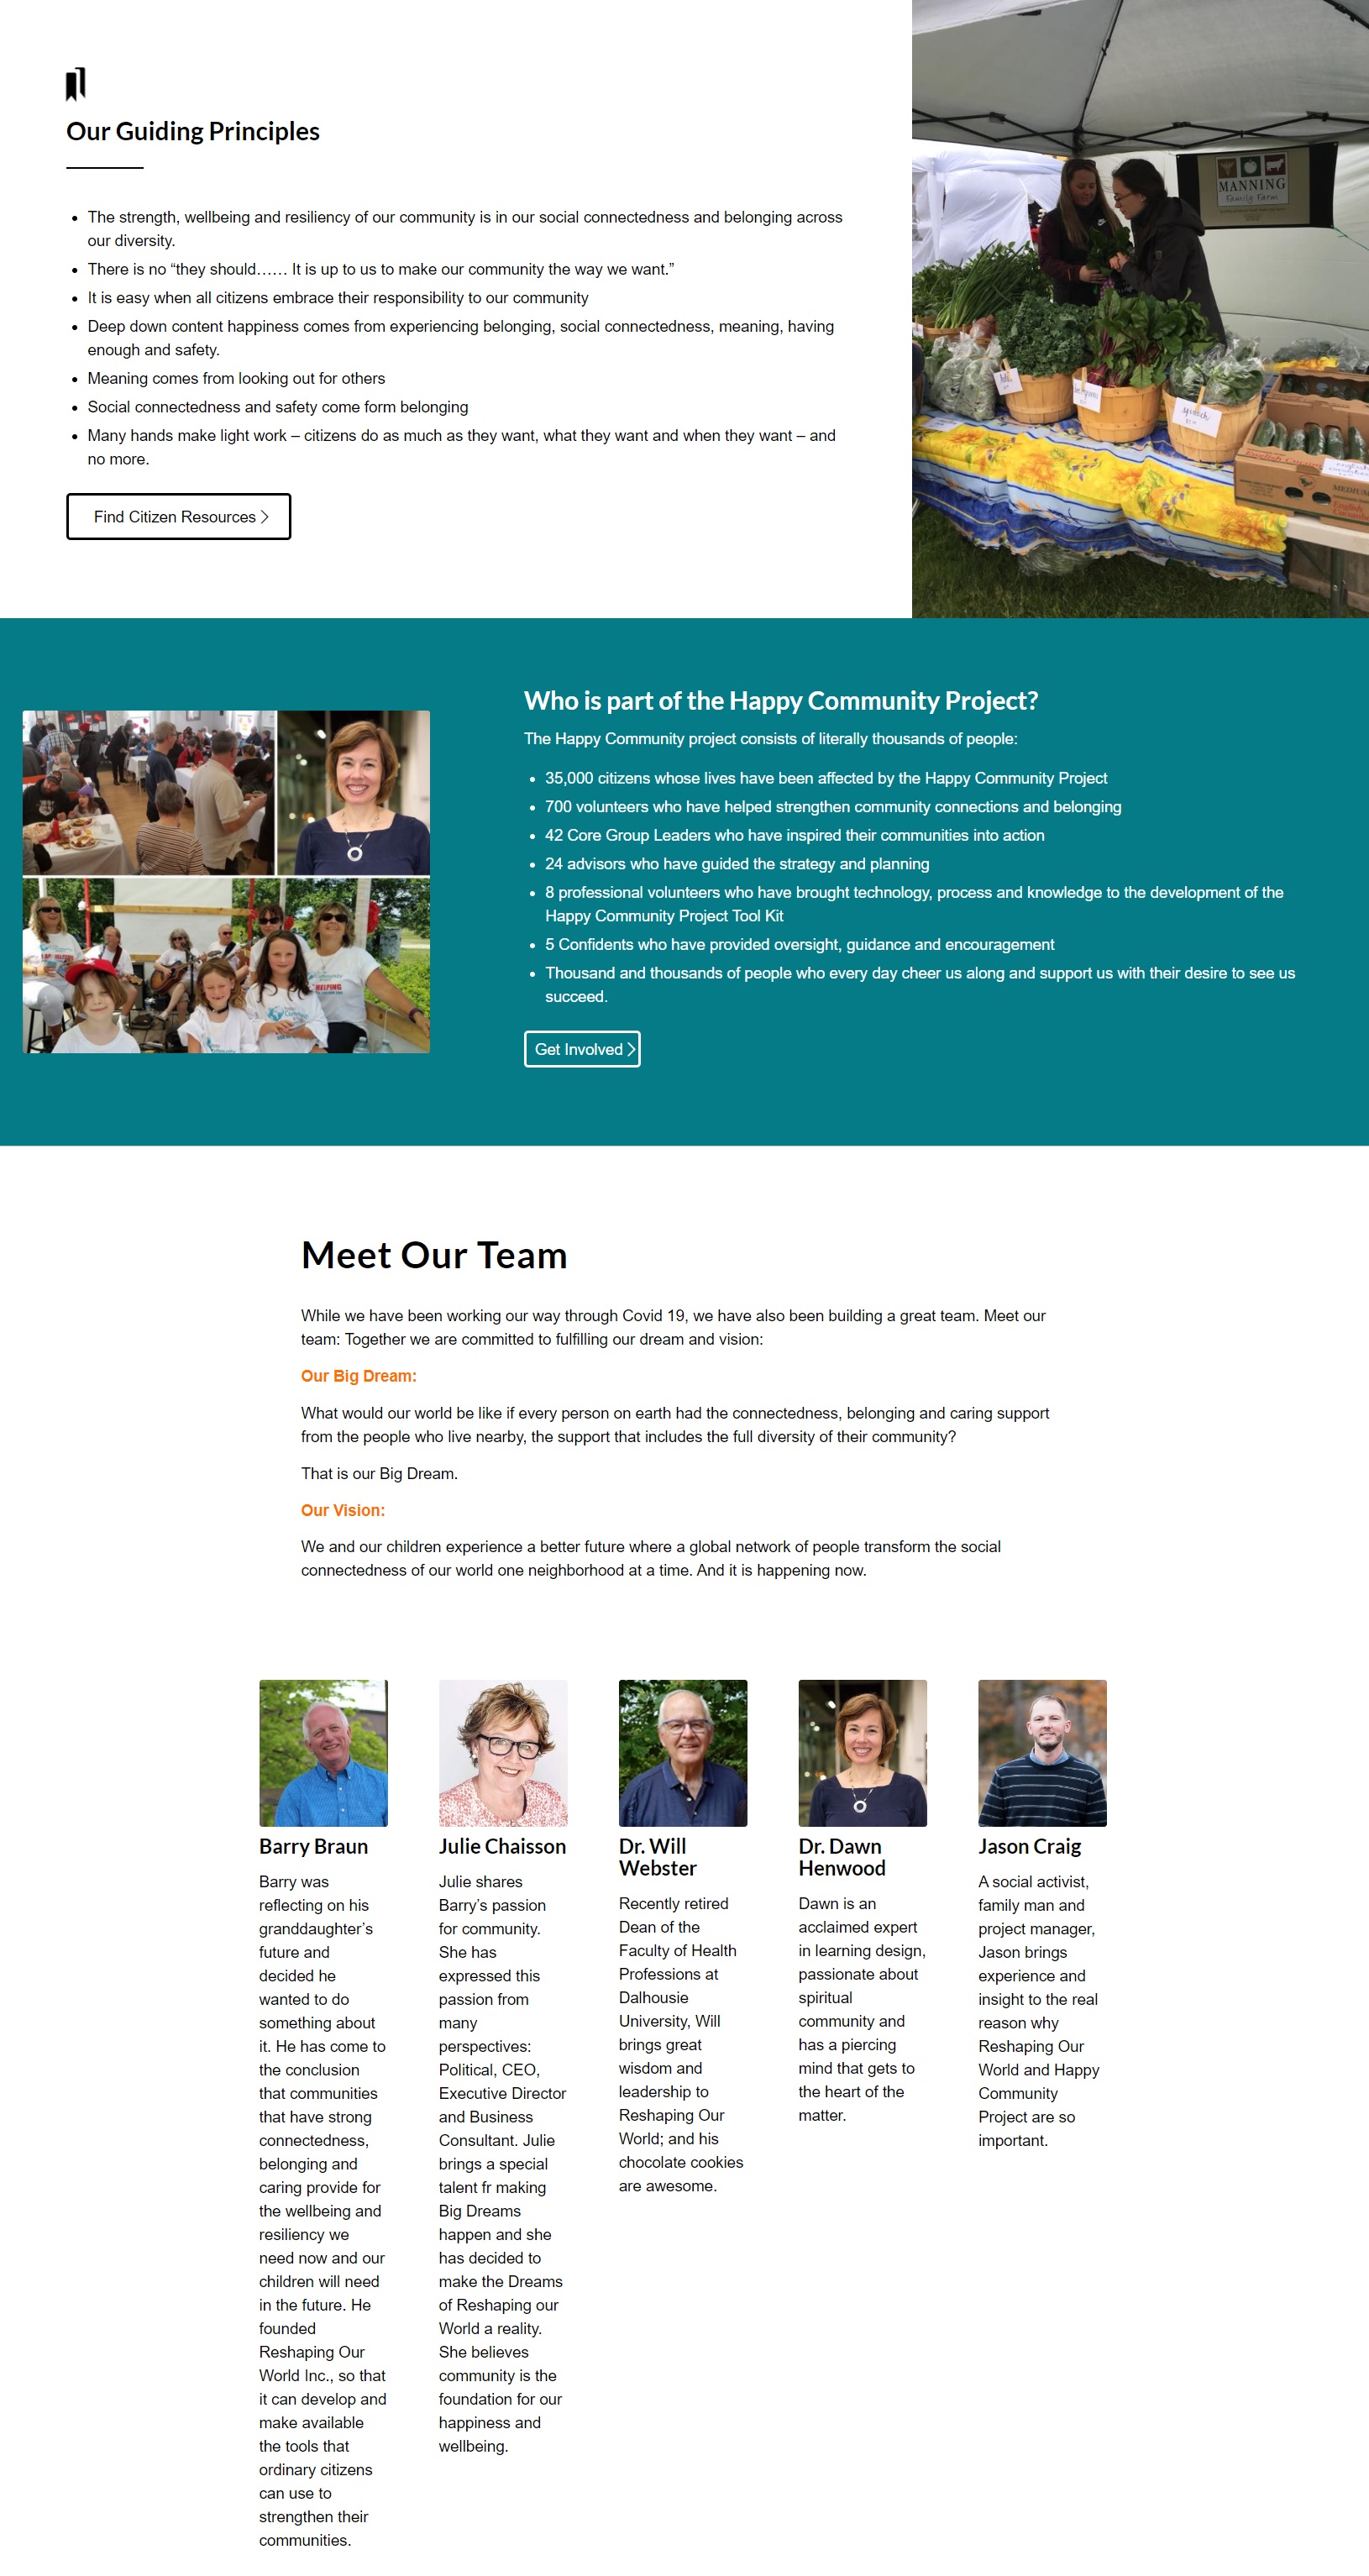 Our Guiding Principles
The strength, wellbeing and resiliency of our community is in our social connectedness and belonging across
our diversity.
There is no “they should…… It is up to us to make our community the way we want.”
It is easy when all citizens embrace their responsibility to our community
Deep down content happiness comes from experiencing belonging, social connectedness, meaning, having
enough and safety.
Meaning comes from looking out for others
Social connectedness and safety come form belonging
Many hands make light work – citizens do as much as they want, what they want and when they want – and
no more.
Find Citizen Resources
MANNING
Family Farm
Who is part of the Happy Community Project?
The Happy Community project consists of literally thousands of people:
35,000 citizens whose lives have been affected by the Happy Community Project
700 volunteers who have helped strengthen community connections and belonging
42 Core Group Leaders who have inspired their communities into action
24 advisors who have guided the strategy and planning
8 professional volunteers who have brought technology, process and knowledge to the development of the
Happy Community Project Tool Kit
5 Confidents who have provided oversight, guidance and encouragement
Thousand and thousands of people who every day cheer us along and support us with their desire to see us
succeed.
Get Involved
HELPING
Meet Our Team
While we have been working our way through Covid 19, we have also been building a great team. Meet our
team: Together we are committed to fulfilling our dream and vision:
Our Big Dream:
What would our world be like if every person on earth had the connectedness, belonging and caring support
from the people who live nearby, the support that includes the full diversity of their community?
That is our Big Dream.
Our Vision:
We and our children experience a better future where a global network of people transform the social
connectedness of our world one neighborhood at a time. And it is happening now.
Barry Braun
Barry was
reflecting on his
granddaughter’s
future and
decided he
wanted to do
something about
it. He has come to
the conclusion
that communities
that have strong
connectedness,
belonging and
caring provide for
the wellbeing and
resiliency we
need now and our
children will need
in the future. He
founded
Reshaping Our
World Inc., so that
it can develop and
make available
the tools that
ordinary citizens
can use to
strengthen their
communities.
Julie Chaisson
Julie shares
Barry’s passion
for community.
She has
expressed this
passion from
many
perspectives:
Political, CEO,
Executive Director
and Business
Consultant. Julie
brings a special
talent fr making
Big Dreams
happen and she
has decided to
make the Dreams
of Reshaping our
World a reality.
She believes
community is the
foundation for our
happiness and
wellbeing.
Dr. Will
Webster
Recently retired
Dean of the
Faculty of Health
Professions at
Dalhousie
University, Will
brings great
wisdom and
leadership to
Reshaping Our
World; and his
chocolate cookies
are awesome.
Dr. Dawn
Henwood
Dawn is an
acclaimed expert
in learning design,
passionate about
spiritual
community and
has a piercing
mind that gets to
the heart of the
matter.
Jason Craig
A social activist,
family man and
project manager,
Jason brings
experience and
insight to the real
reason why
Reshaping Our
World and Happy
Community
Project are so
important.